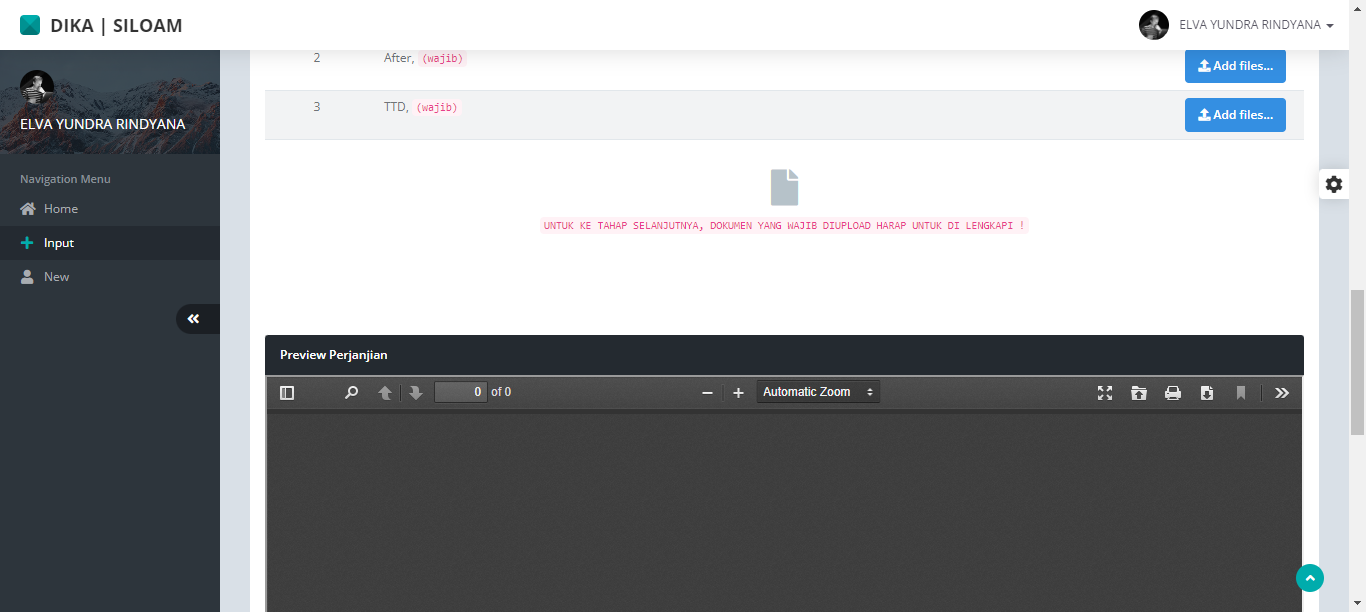 DIKA | SILOAM
ELVA YUNDRA RINDYANA
ELVA YUNDRA RINDYANA
Navigation Menu
Home
Input
New
2 After, (wajib) Add files...
3 TTD, (wajib) Add files...
UNTUK KE TAHAP SELANJUTNYA, DOKUMEN YANG WAJIB DIUPLOAD HARAP UNTUK DI LENGKAPI !
Preview Perjanjian
0 of 0 Automatic Zoom